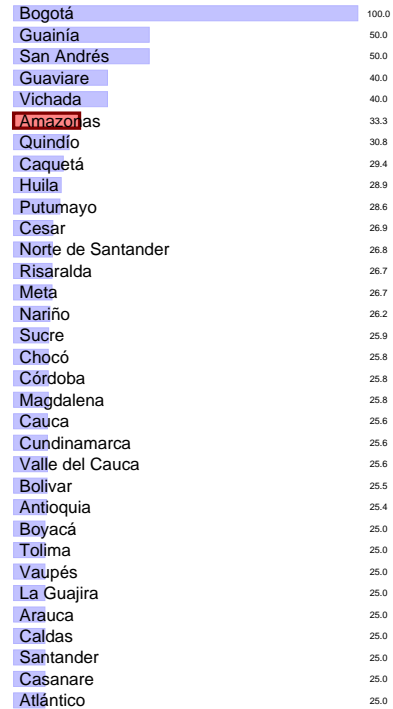 Bogotá 100.0
Guainía 50.0
San Andrés 50.0
Guaviare 40.0
Vichada 40.0
Amazonas 33.3
Quindío 30.8
Caquetá 29.4
Huila 28.9
Putumayo 28.6
Cesar 26.9
Norte de Santander 26.8
Risaralda 26.7
Meta 26.7
Nariño 26.2
Sucre 25.9
Chocó 25.8
Córdoba 25.8
Magdalena 25.8
Cauca 25.6
Cundinamarca 25.6
Valle del Cauca 25.6
Bolivar 25.5
Antioquia 25.4
Boyacá 25.0
Tolima 25.0
Vaupés 25.0
La Guajira 25.0
Arauca 25.0
Caldas 25.0
Santander 25.0
Casanare 25.0
Atlántico 25.0